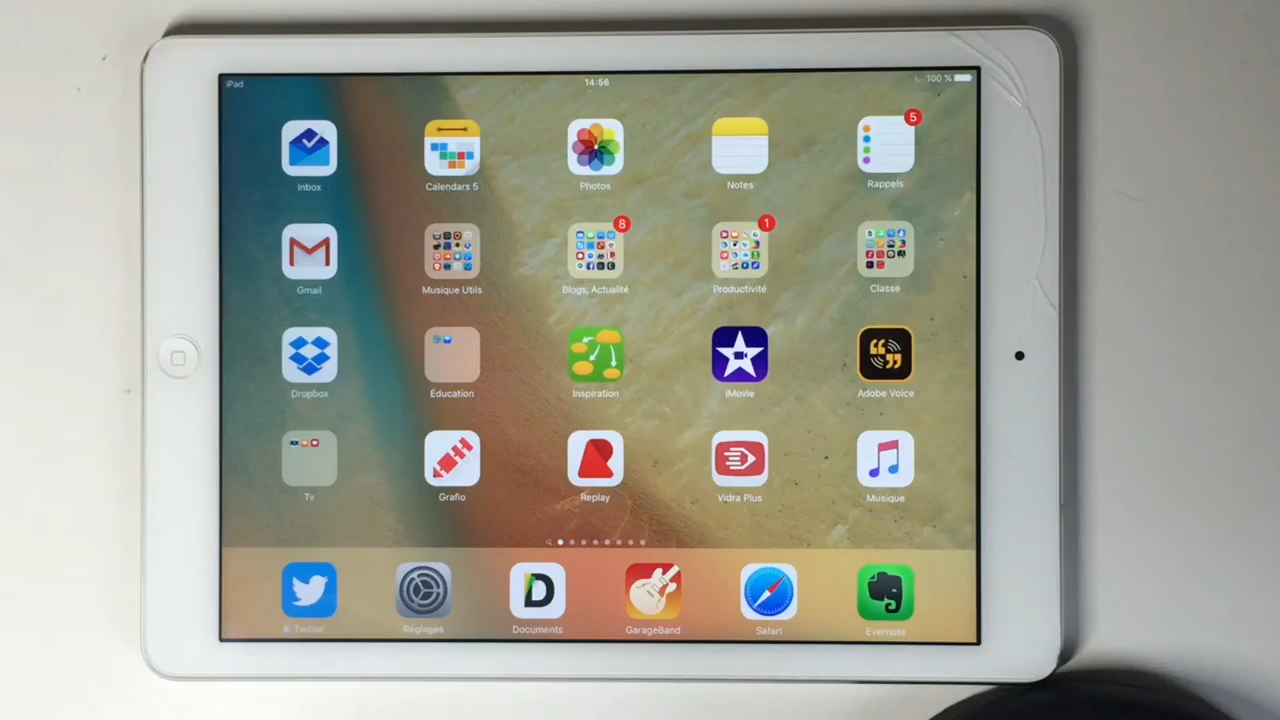 iPad 14:56 100 %
5
Inbox Calendars 5 Photos Notes Rappels
8 1
Gmail Musique Utils Blogs, Actualité Productivité Classe
Dropbox Éducation Inspiration iMovie Adobe Voice
Tv Grafio Replay Vidra Plus Musique
D
Twitter Réglages Documents GarageBand Safari Evernote